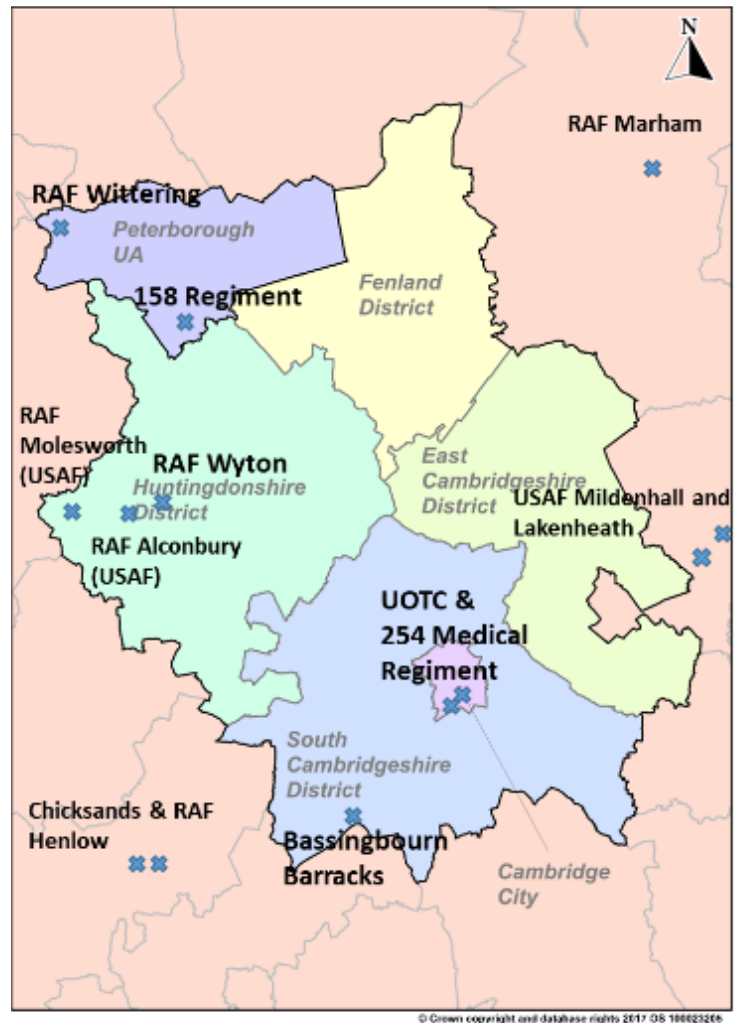 N
RAF Marham
RAF Wittering
Peterborough
UA
158 Regiment
Fenland
District
RAF
Molesworth
(USAF)
RAF Wyton
Huntingdonshire
District
RAF Alconbury
(USAF)
East
Cambridgeshire
District
USAF Mildenhall and
Lakenheath
UOTC &
254 Medical
Regiment
South
Cambridgeshire
District
Chicksands & RAF
Henlow
Bassingbourn
Barracks
Cambridge
City
© Crown copyright and database rights 2017 OS 100023205